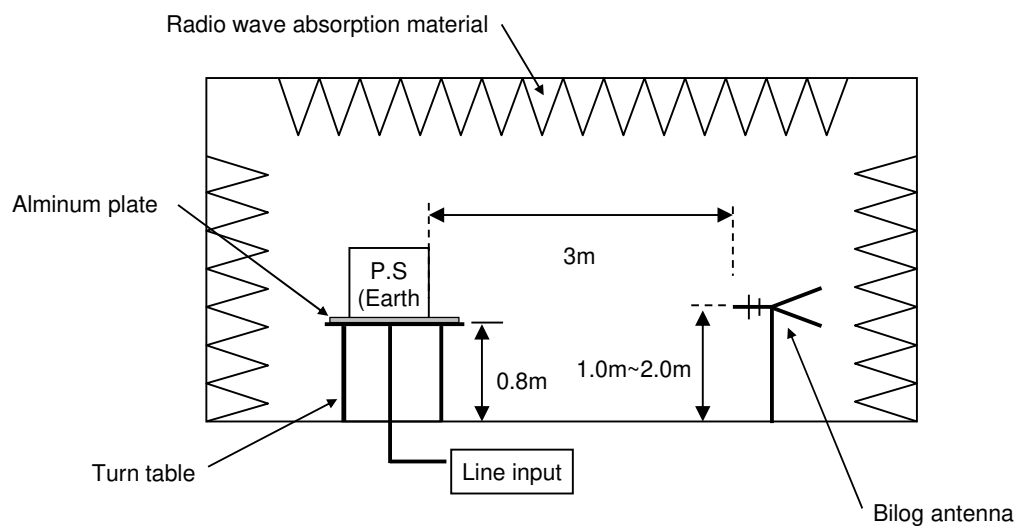 Radio wave absorption material
Alminum plate
3m
P.S
(Earth
0.8m
1.0m~2.0m
Turn table
Line input
Bilog antenna